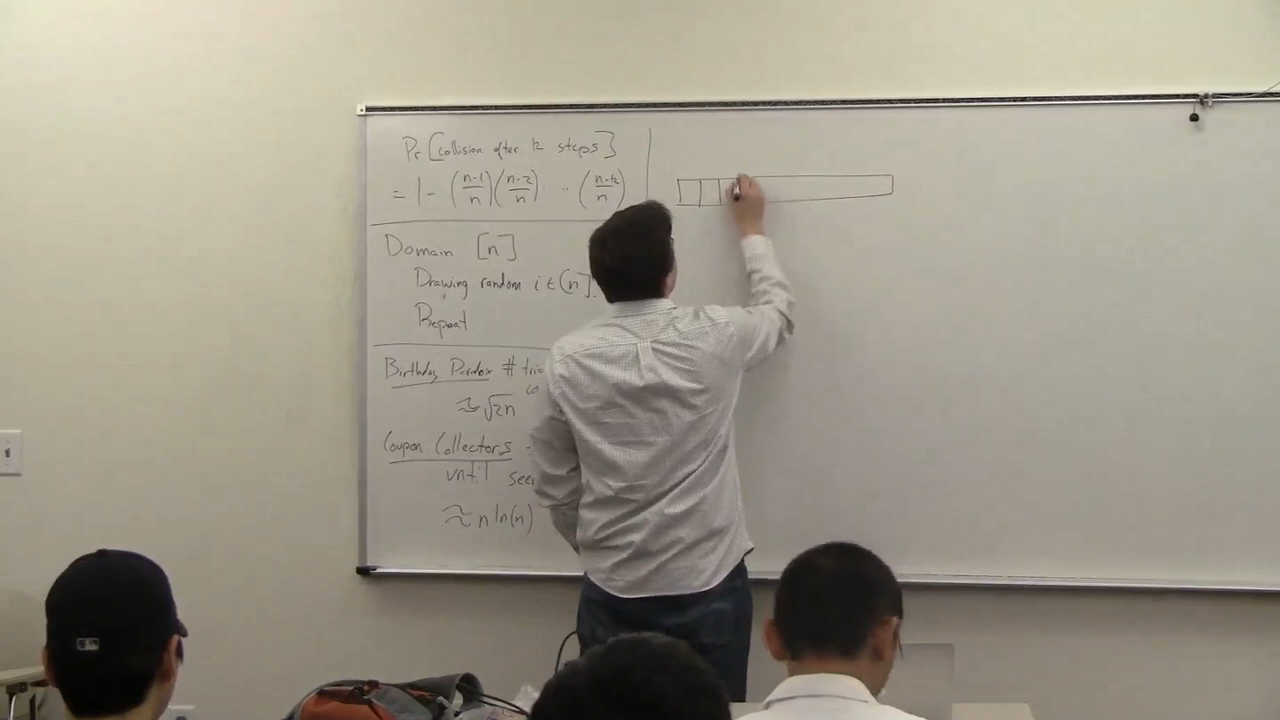 Pr [collision after k steps]
= 1 - (n-1/n)(n-2/n) ... (n-k/n)
Domain [n]
Drawing random i ∈ [n].
Repeat
Birthday Paradox #
≈ √2n
Coupon Collectors -
until
≈ n ln(n)